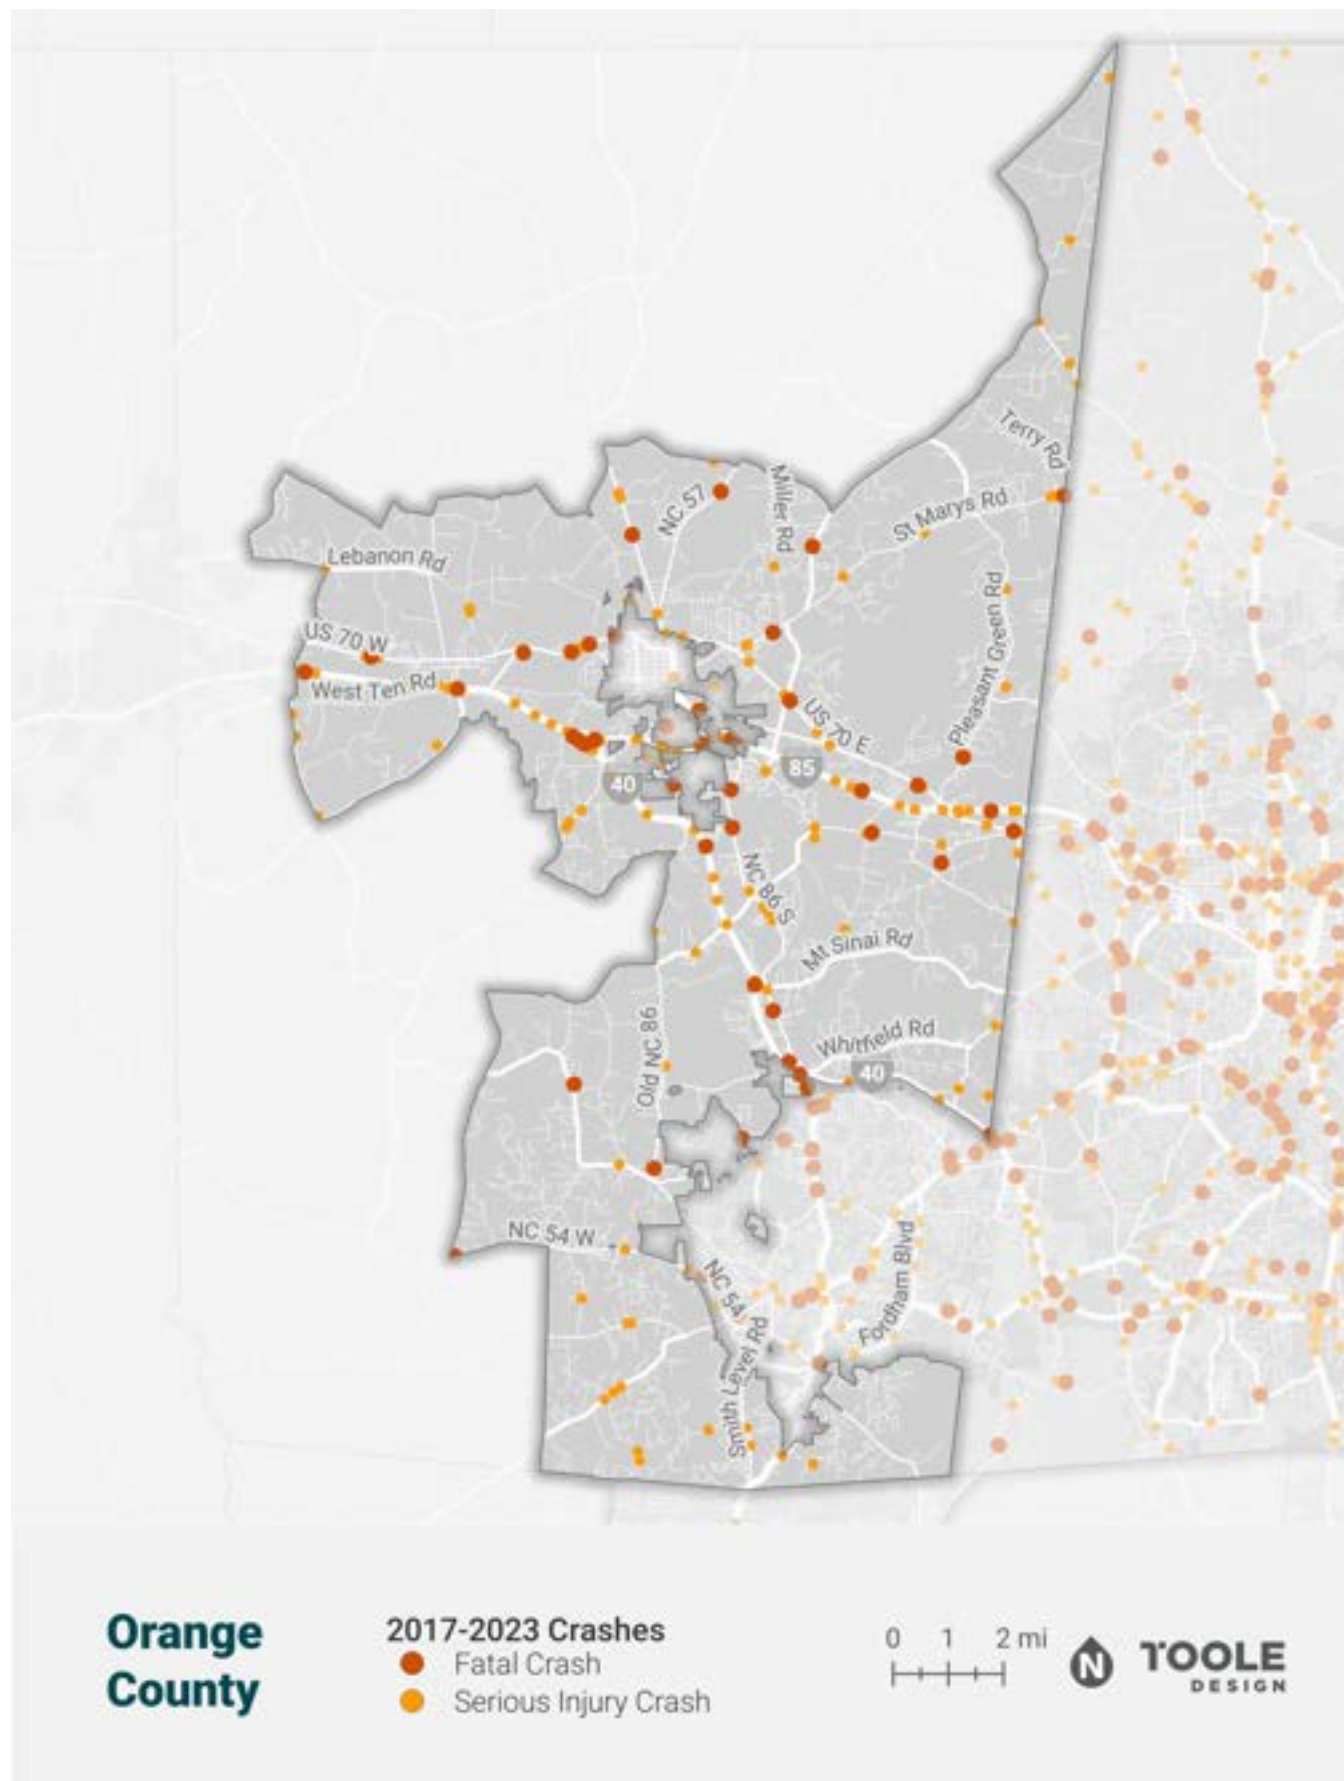 Terry Rd
Miller Rd
NC 57
St Marys Rd
Lebanon Rd
Pleasant Green Rd
US 70 W
West Ten Rd
US 70 E
85
40
NC 86 S
Mt Sinai Rd
Old NC 86
Whitfield Rd
40
NC 54 W
NC 54
Fordham Blvd
Smith Level Rd
Orange
County
2017-2023 Crashes
Fatal Crash
Serious Injury Crash
0 1 2 mi
N
TOOLE
DESIGN